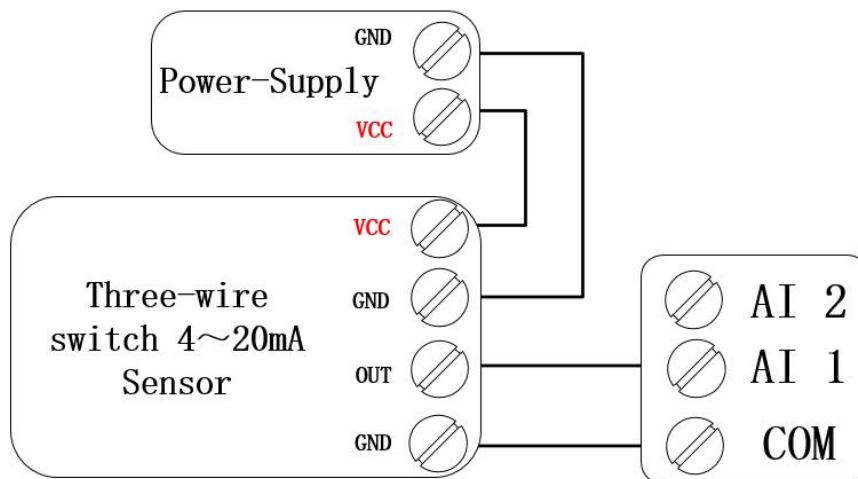 GND
Power-Supply
VCC
VCC
Three-wire
switch 4～20mA
Sensor
GND
OUT
GND
AI 2
AI 1
COM